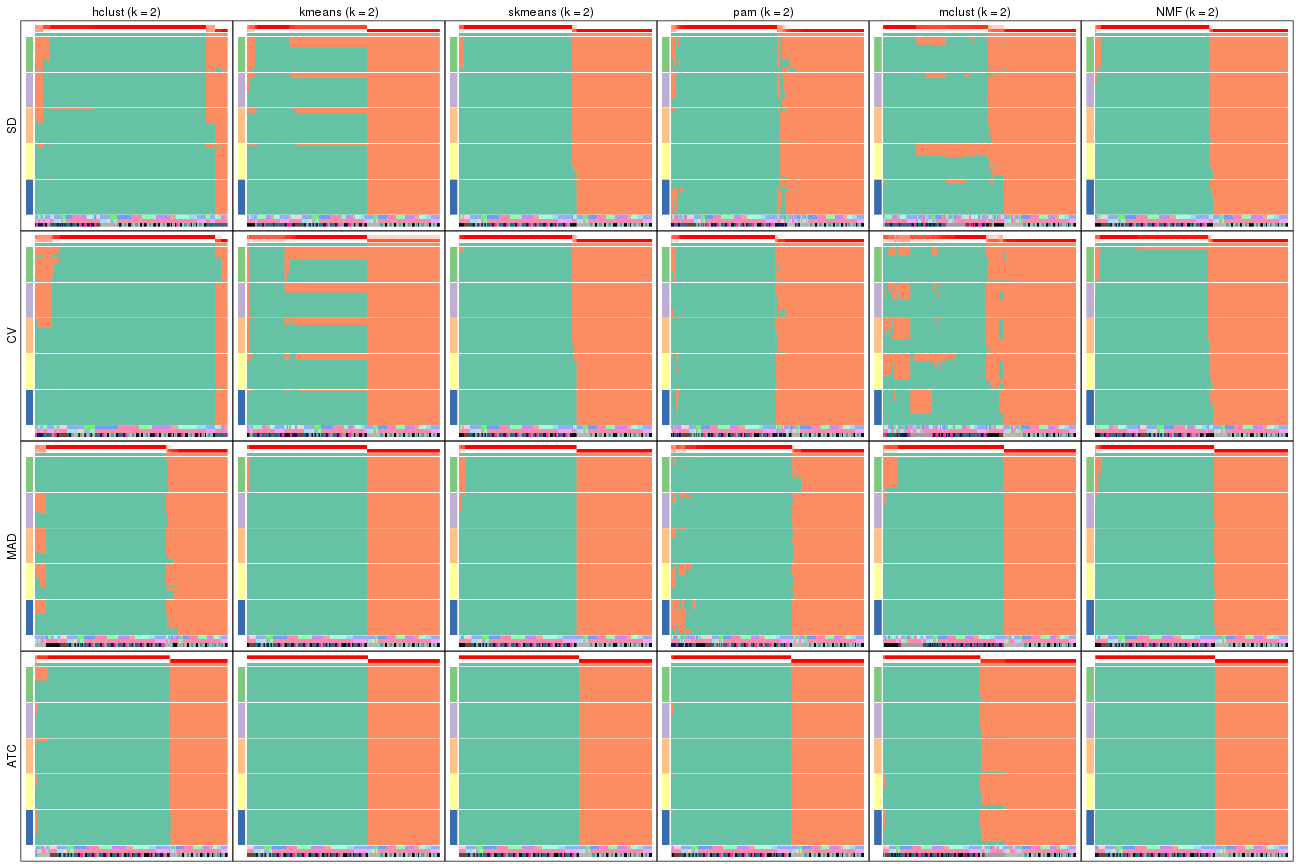 hclust (k = 2)
kmeans (k = 2)
skmeans (k = 2)
pam (k = 2)
mclust (k = 2)
NMF (k = 2)
SD
CV
MAD
ATC